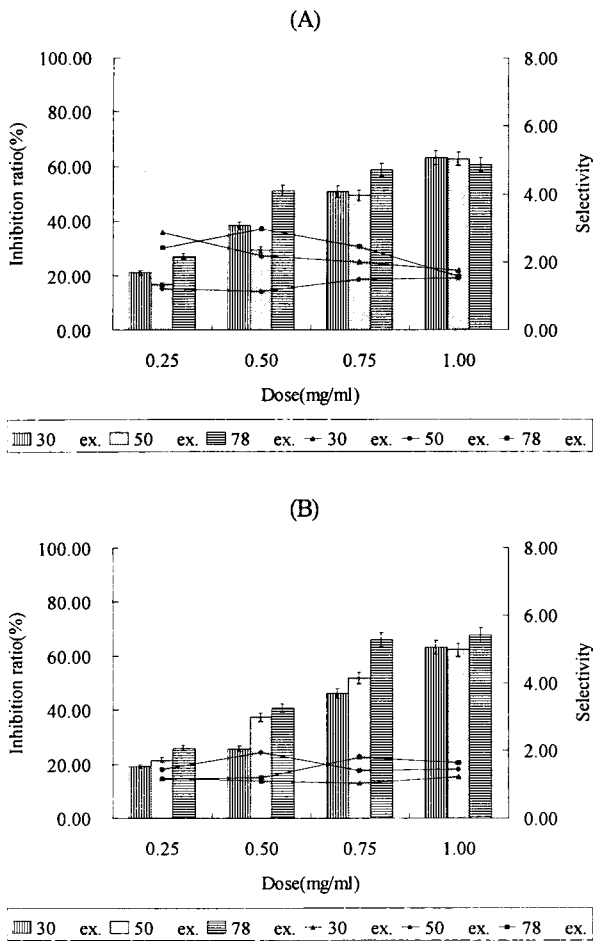 (A)
100.00
80.00
60.00
40.00
20.00
0.00
Inhibition ratio(%)
8.00
6.00
4.00
2.00
0.00
Selectivity
0.25 0.50 0.75 1.00
Dose(mg/ml)
30 ex. 50 ex. 78 ex. 30 ex. 50 ex. 78 ex.
(B)
100.00
80.00
60.00
40.00
20.00
0.00
Inhibition ratio(%)
8.00
6.00
4.00
2.00
0.00
Selectivity
0.25 0.50 0.75 1.00
Dose(mg/ml)
30 ex. 50 ex. 78 ex. 30 ex. 50 ex. 78 ex.